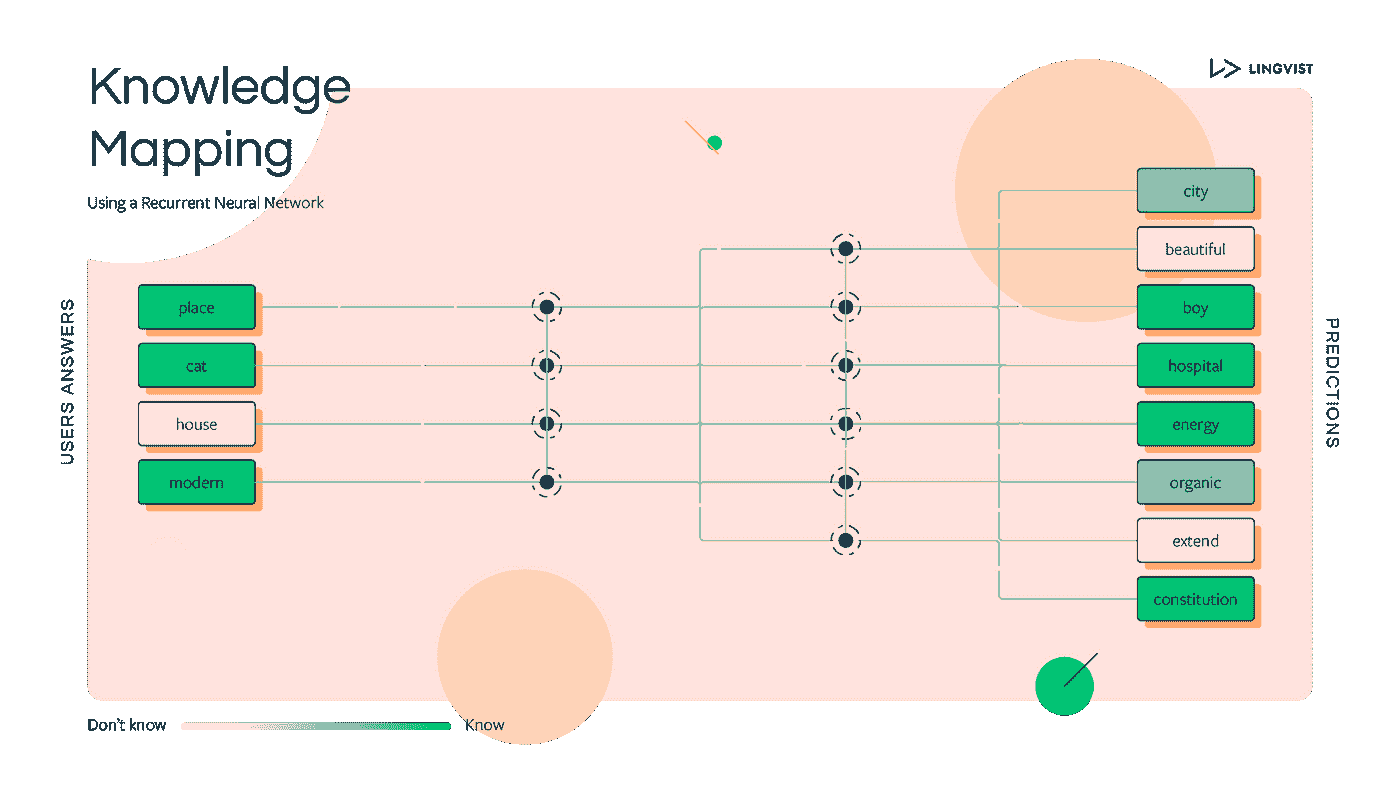 Knowledge
Mapping
Using a Recurrent Neural Network
LINGVIST
USERS ANSWERS
place
cat
house
modern
city
beautiful
boy
hospital
energy
organic
extend
constitution
PREDICTIONS
Don't know
Know